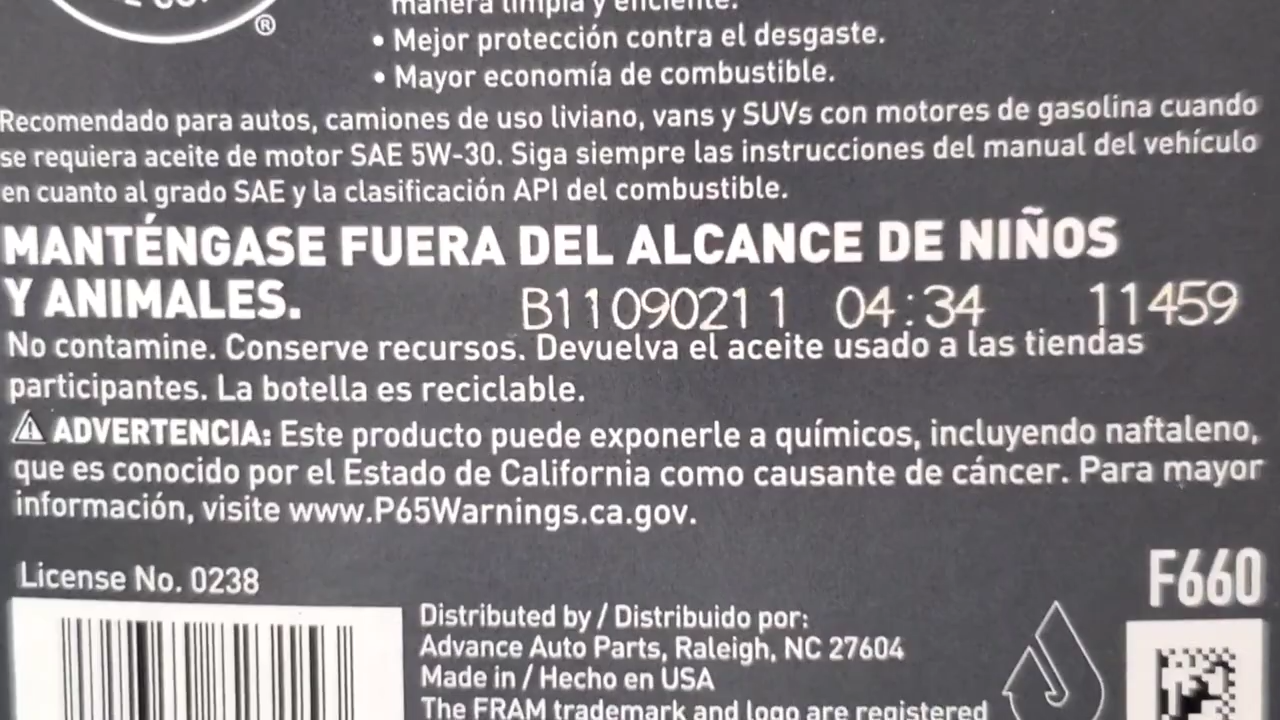 manera limpia y eficiente.
• Mejor protección contra el desgaste.
• Mayor economía de combustible.
Recomendado para autos, camiones de uso liviano, vans y SUVs con motores de gasolina cuando
se requiera aceite de motor SAE 5W-30. Siga siempre las instrucciones del manual del vehículo
en cuanto al grado SAE y la clasificación API del combustible.
MANTÉNGASE FUERA DEL ALCANCE DE NIÑOS
Y ANIMALES.
B11090211 04:34 11459
No contamine. Conserve recursos. Devuelva el aceite usado a las tiendas
participantes. La botella es reciclable.
⚠ ADVERTENCIA: Este producto puede exponerle a químicos, incluyendo naftaleno,
que es conocido por el Estado de California como causante de cáncer. Para mayor
información, visite www.P65Warnings.ca.gov.
License No. 0238
F660
Distributed by / Distribuido por:
Advance Auto Parts, Raleigh, NC 27604
Made in / Hecho en USA
The FRAM trademark and logo are registered